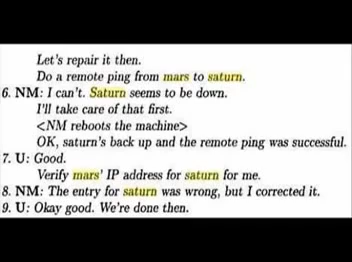 Let's repair it then.
Do a remote ping from mars to saturn.
6. NM: I can't. Saturn seems to be down.
I'll take care of that first.
<NM reboots the machine>
OK, saturn's back up and the remote ping was successful.
7. U: Good.
Verify mars' IP address for saturn for me.
8. NM: The entry for saturn was wrong, but I corrected it.
9. U: Okay good. We're done then.